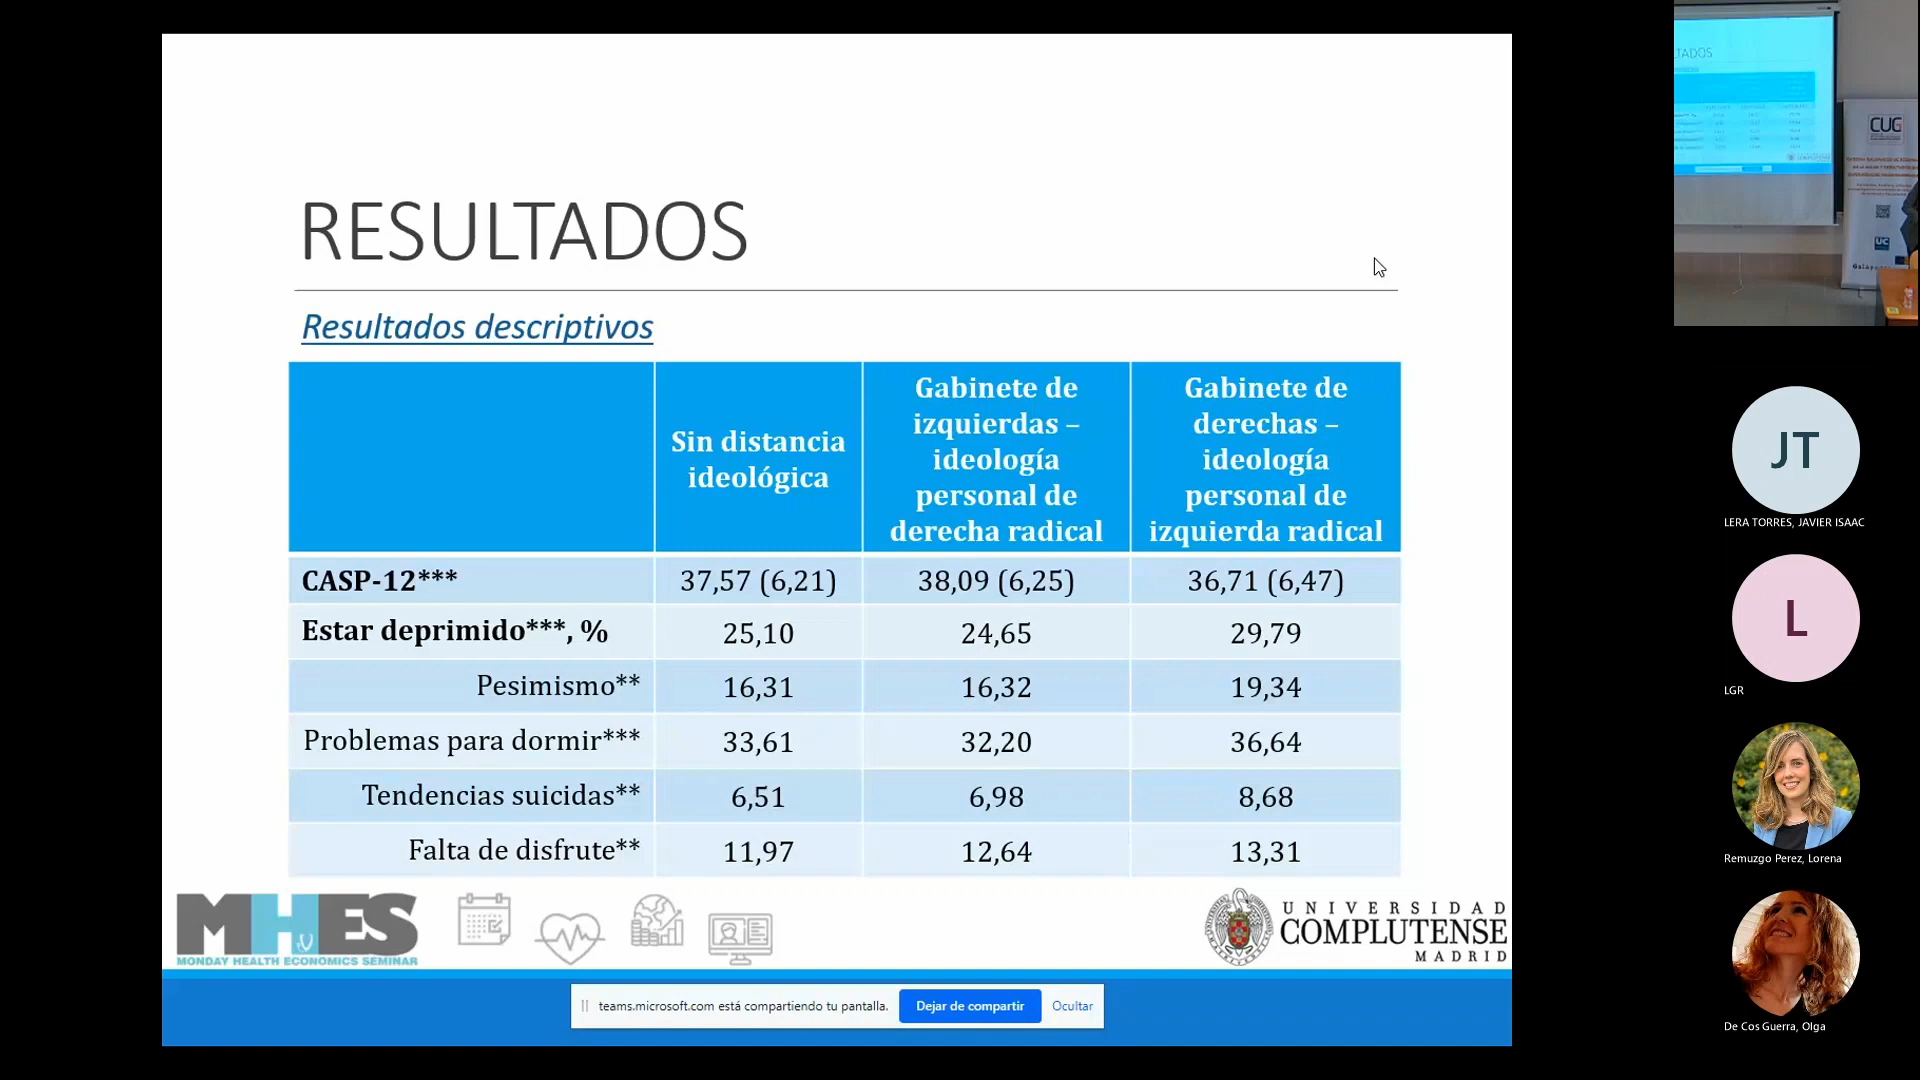 RESULTADOS
Resultados descriptivos
Sin distancia
ideológica
Gabinete de
izquierdas –
ideología
personal de
derecha radical
Gabinete de
derechas –
ideología
personal de
izquierda radical
CASP-12*** 37,57 (6,21) 38,09 (6,25) 36,71 (6,47)
Estar deprimido***, % 25,10 24,65 29,79
Pesimismo** 16,31 16,32 19,34
Problemas para dormir*** 33,61 32,20 36,64
Tendencias suicidas** 6,51 6,98 8,68
Falta de disfrute** 11,97 12,64 13,31
MHES
MONDAY HEALTH ECONOMICS SEMINAR
UNIVERSIDAD
COMPLUTENSE
MADRID
teams.microsoft.com está compartiendo tu pantalla. Dejar de compartir Ocultar
TADOS
CUG
UC
JT
LERA TORRES, JAVIER ISAAC
L
LGR
Remuzgo Perez, Lorena
De Cos Guerra, Olga